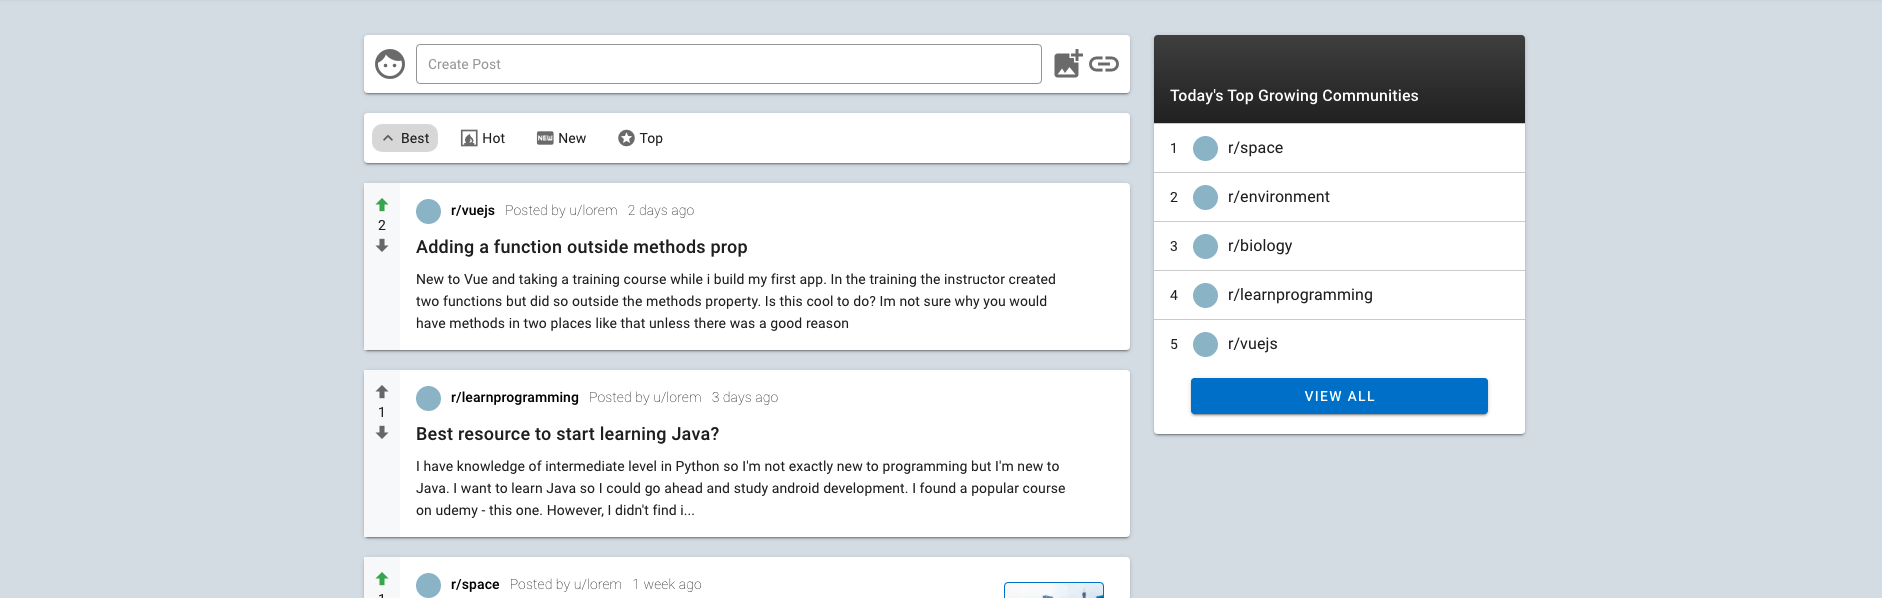 Create Post
Best Hot NEW New Top
2
r/vuejs Posted by u/lorem 2 days ago
Adding a function outside methods prop
New to Vue and taking a training course while i build my first app. In the training the instructor created
two functions but did so outside the methods property. Is this cool to do? Im not sure why you would
have methods in two places like that unless there was a good reason
1
r/learnprogramming Posted by u/lorem 3 days ago
Best resource to start learning Java?
I have knowledge of intermediate level in Python so I'm not exactly new to programming but I'm new to
Java. I want to learn Java so I could go ahead and study android development. I found a popular course
on udemy - this one. However, I didn't find i...
r/space Posted by u/lorem 1 week ago
1
Today's Top Growing Communities
1 r/space
2 r/environment
3 r/biology
4 r/learnprogramming
5 r/vuejs
VIEW ALL